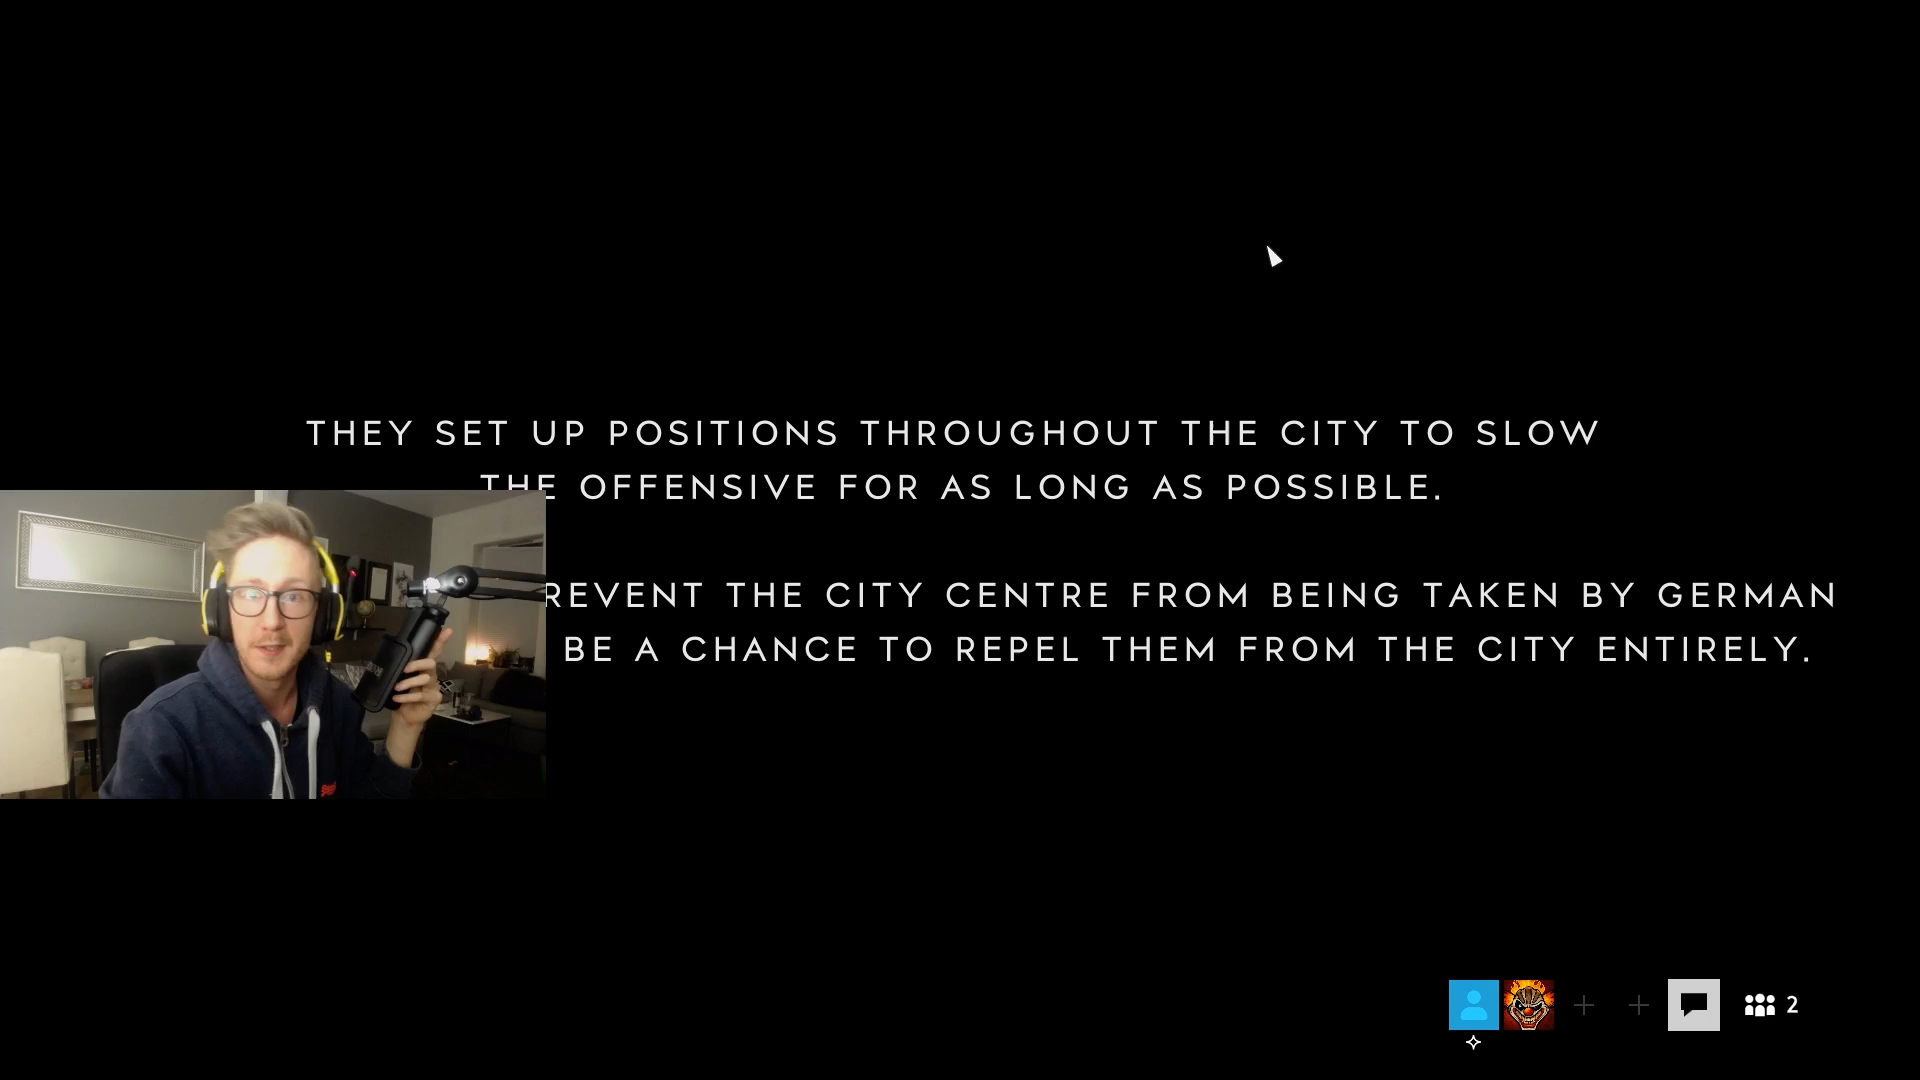 THEY SET UP POSITIONS THROUGHOUT THE CITY TO SLOW
THE OFFENSIVE FOR AS LONG AS POSSIBLE.
REVENT THE CITY CENTRE FROM BEING TAKEN BY GERMAN
BE A CHANCE TO REPEL THEM FROM THE CITY ENTIRELY.
2